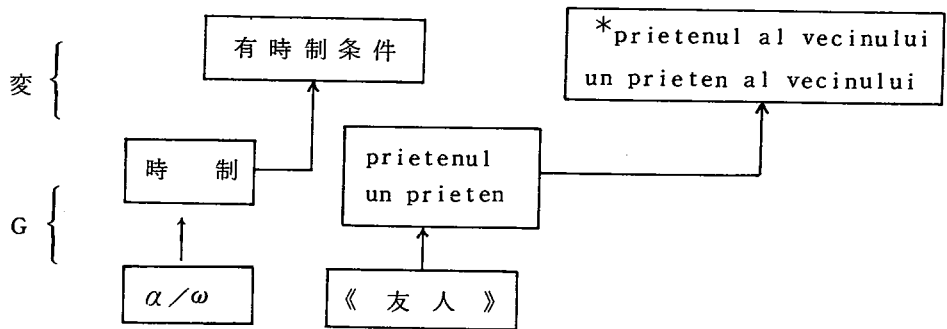 有時制条件
*prietenul al vecinului
un prieten al vecinului
変
時 制
prietenul
un prieten
G
α/ω
《友人》